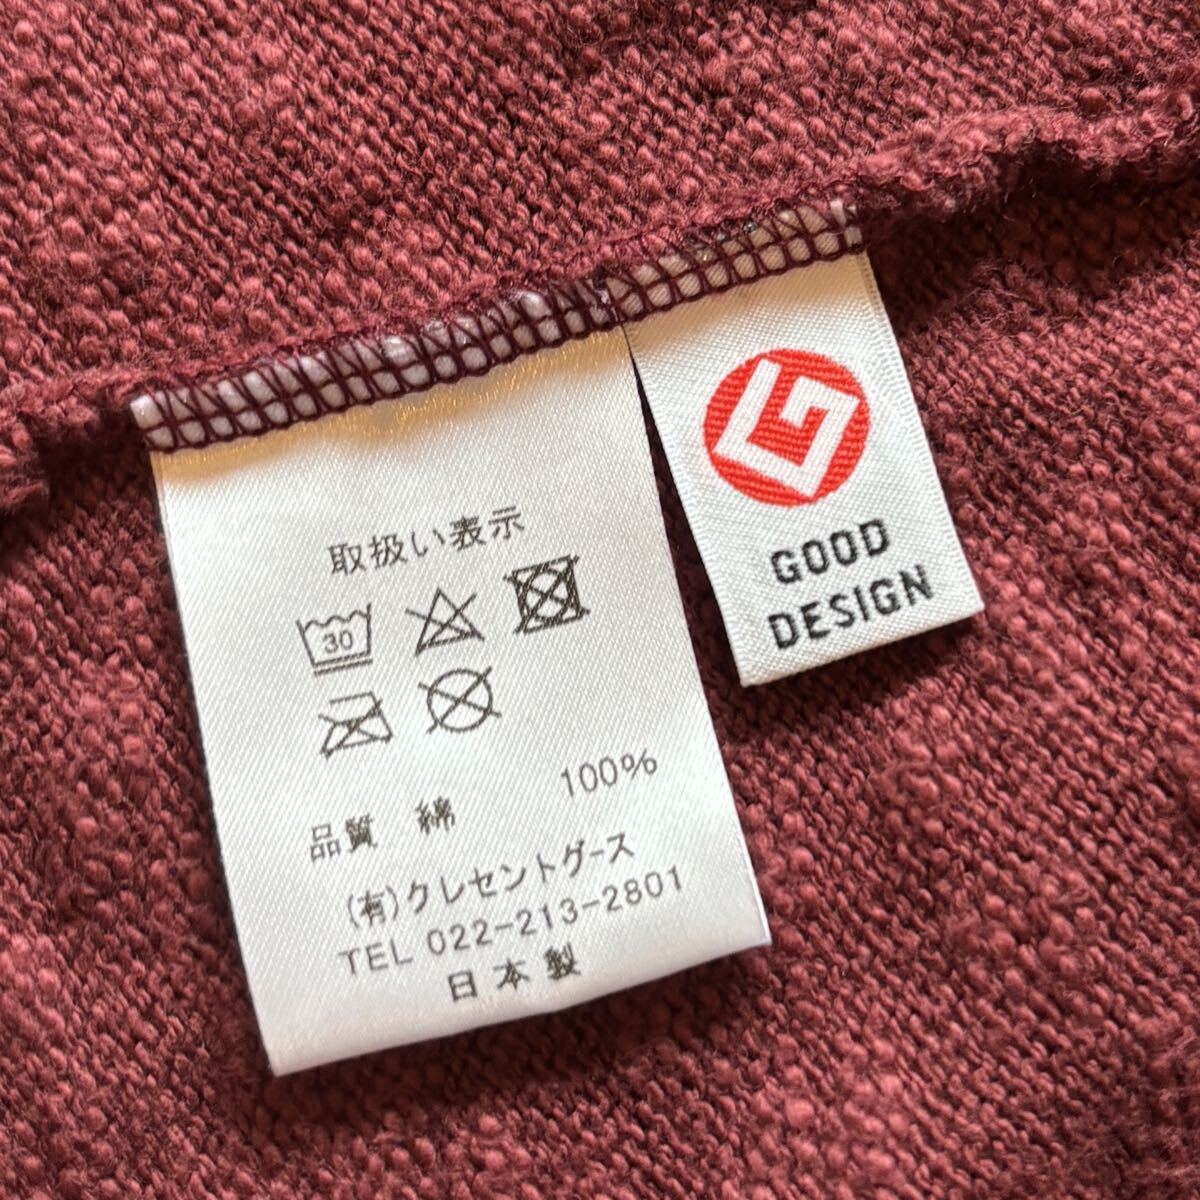 取扱い表示
30
品質 綿 100%
(有)クレセントグース
TEL 022-213-2801
日本製
GOOD
DESIGN